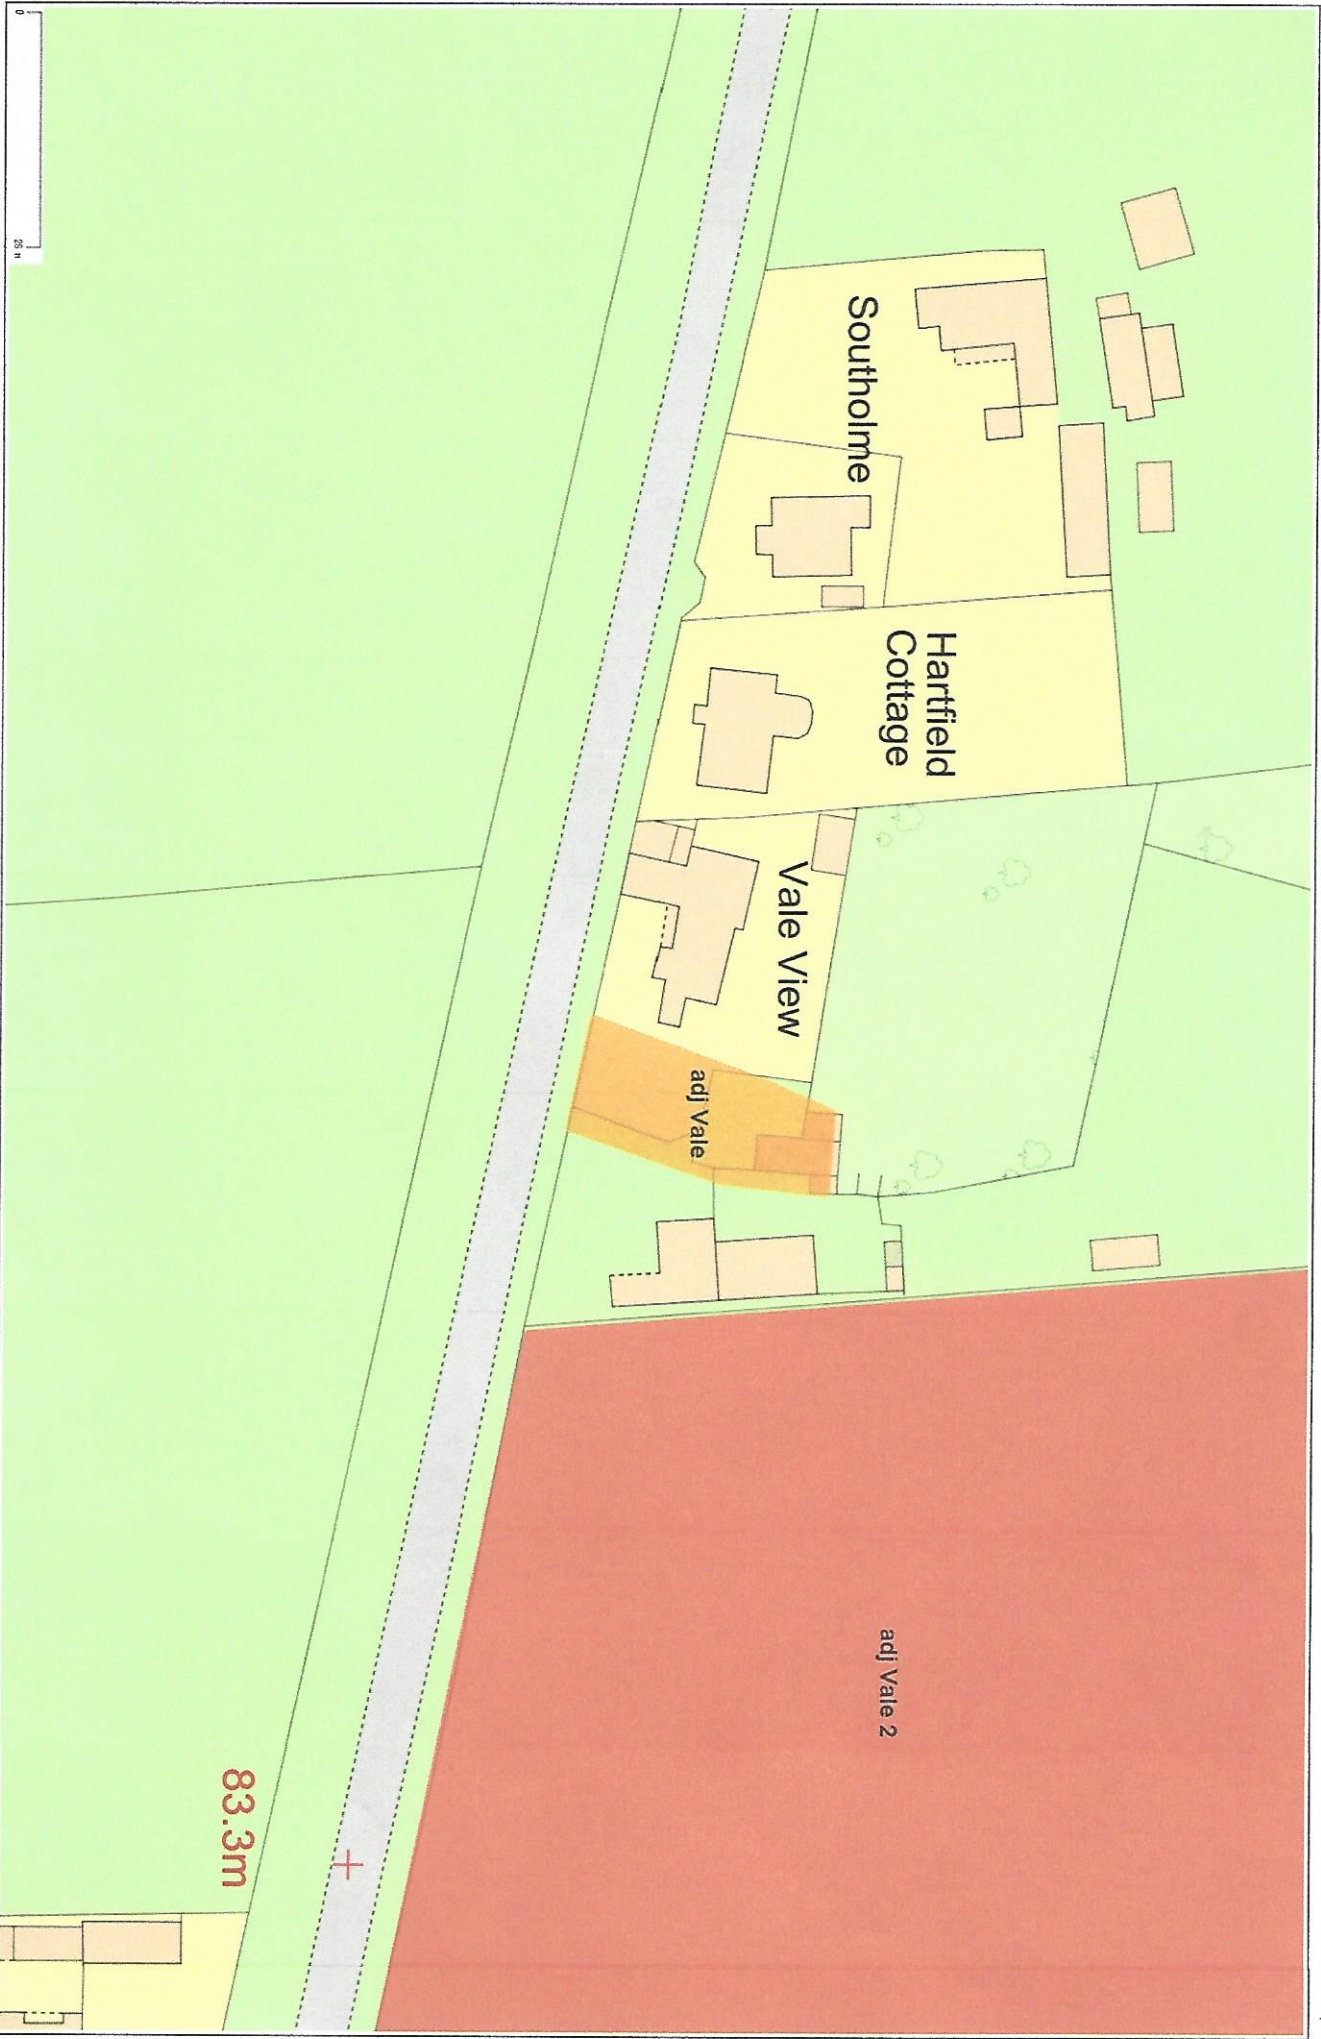 Southolme
Hartfield
Cottage
Vale View
adj Vale
adj Vale 2
83.3m
0
25 m